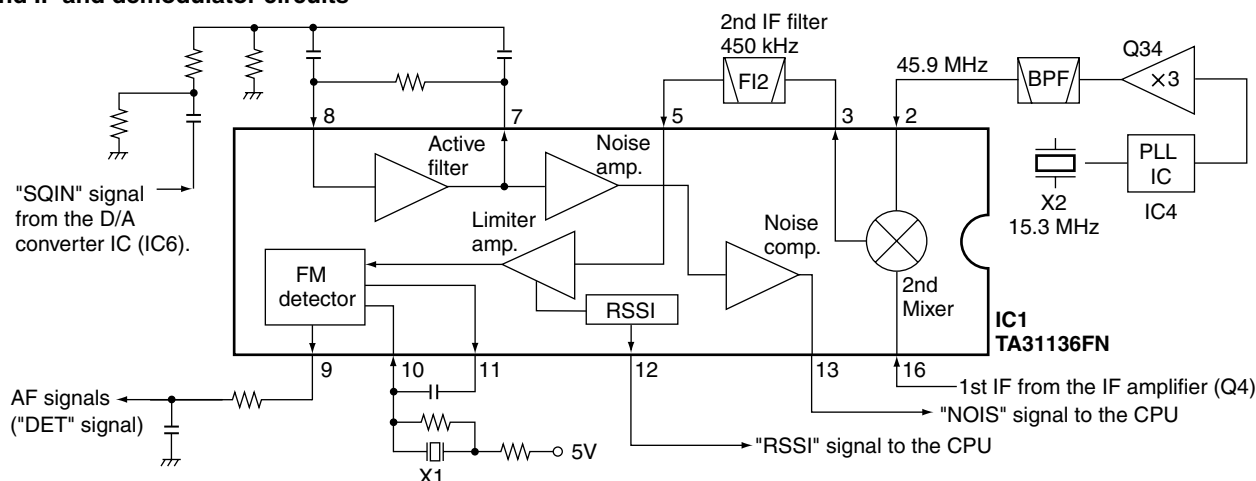 nd IF and demodulator circuits
2nd IF filter
450 kHz
45.9 MHz
FI2
BPF
Q34
×3
PLL
IC
IC4
X2
15.3 MHz
8
7
5
3
2
Active
filter
Noise
amp.
"SQIN" signal
from the D/A
converter IC (IC6).
Limiter
amp.
Noise
comp.
FM
detector
RSSI
2nd
Mixer
IC1
TA31136FN
9
10
11
12
13
16
AF signals
("DET" signal)
1st IF from the IF amplifier (Q4)
"NOIS" signal to the CPU
"RSSI" signal to the CPU
5V
X1